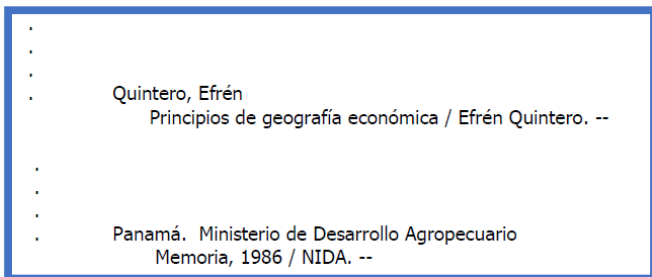 .
.
.
. Quintero, Efrén
Principios de geografía económica / Efrén Quintero. --
.
.
.
. Panamá. Ministerio de Desarrollo Agropecuario
Memoria, 1986 / NIDA. --